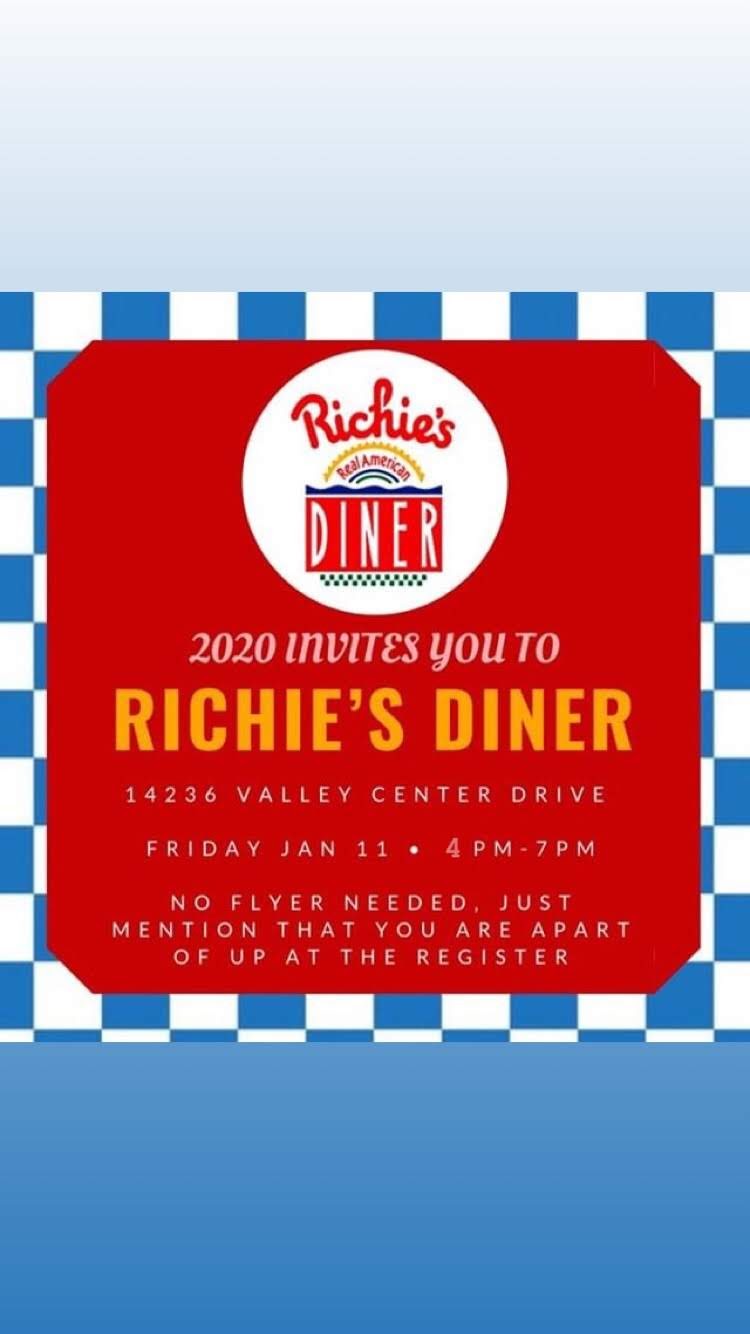 Richie's
Real American
DINER
2020 INVITES YOU TO
RICHIE'S DINER
14236 VALLEY CENTER DRIVE
FRIDAY JAN 11 • 4PM-7PM
NO FLYER NEEDED, JUST
MENTION THAT YOU ARE APART
OF UP AT THE REGISTER